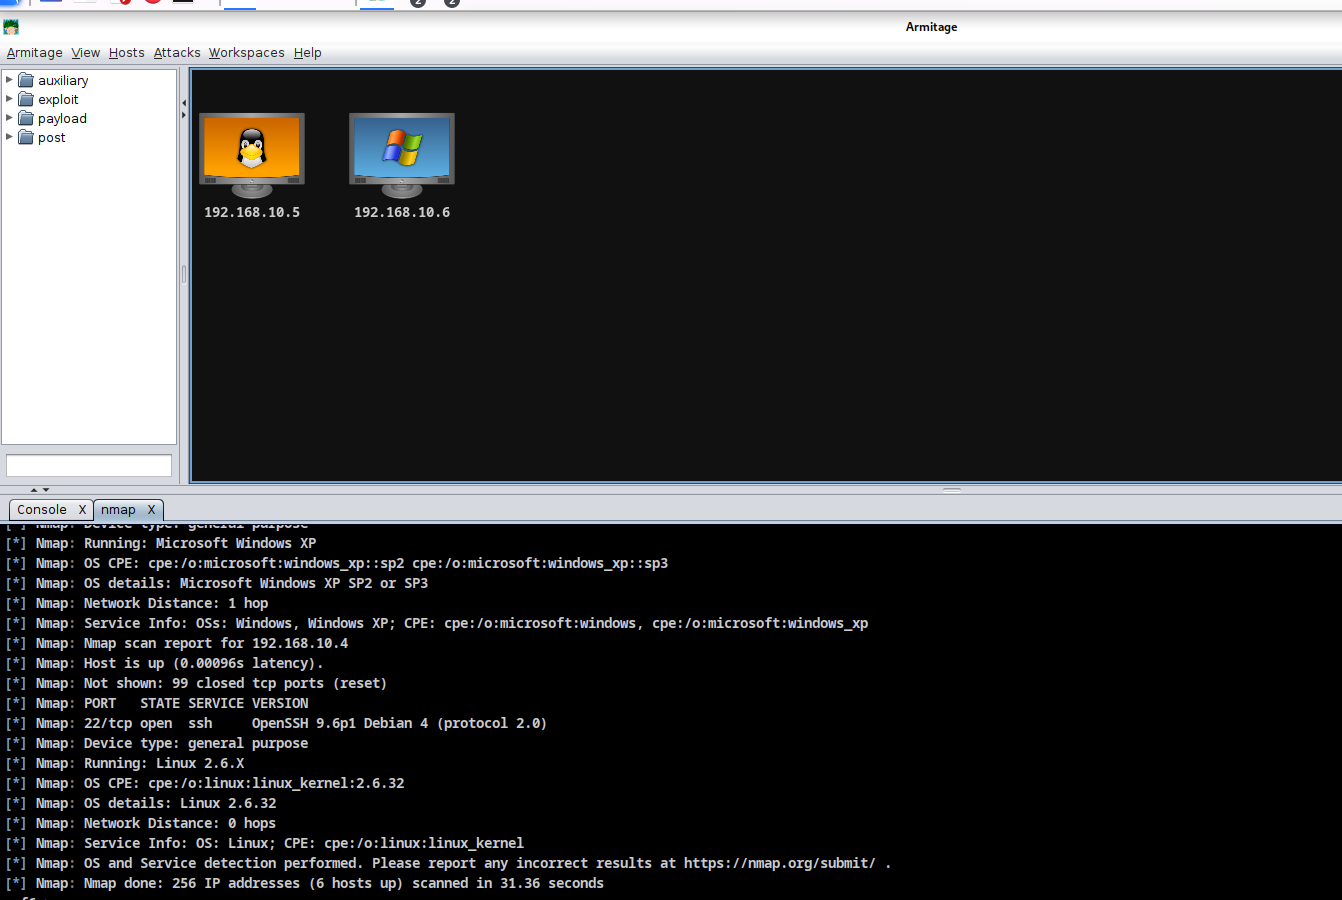 2
2
Armitage
Armitage View Hosts Attacks Workspaces Help
auxiliary
exploit
payload
post
192.168.10.5
192.168.10.6
Console X nmap X
[*] Nmap: Device type: general purpose
[*] Nmap: Running: Microsoft Windows XP
[*] Nmap: OS CPE: cpe:/o:microsoft:windows_xp::sp2 cpe:/o:microsoft:windows_xp::sp3
[*] Nmap: OS details: Microsoft Windows XP SP2 or SP3
[*] Nmap: Network Distance: 1 hop
[*] Nmap: Service Info: OSs: Windows, Windows XP; CPE: cpe:/o:microsoft:windows, cpe:/o:microsoft:windows_xp
[*] Nmap: Nmap scan report for 192.168.10.4
[*] Nmap: Host is up (0.00096s latency).
[*] Nmap: Not shown: 99 closed tcp ports (reset)
[*] Nmap: PORT   STATE SERVICE VERSION
[*] Nmap: 22/tcp open  ssh     OpenSSH 9.6p1 Debian 4 (protocol 2.0)
[*] Nmap: Device type: general purpose
[*] Nmap: Running: Linux 2.6.X
[*] Nmap: OS CPE: cpe:/o:linux:linux_kernel:2.6.32
[*] Nmap: OS details: Linux 2.6.32
[*] Nmap: Network Distance: 0 hops
[*] Nmap: Service Info: OS: Linux; CPE: cpe:/o:linux:linux_kernel
[*] Nmap: OS and Service detection performed. Please report any incorrect results at https://nmap.org/submit/ .
[*] Nmap: Nmap done: 256 IP addresses (6 hosts up) scanned in 31.36 seconds